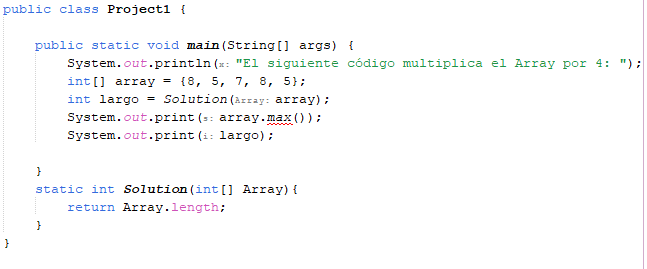 public class Project1 {
public static void main(String[] args) {
System.out.println(x: "El siguiente código multiplica el Array por 4: ");
int[] array = {8, 5, 7, 8, 5};
int largo = Solution(Array: array);
System.out.print(s: array.max());
System.out.print(i: largo);
}
static int Solution(int[] Array){
return Array.length;
}
}